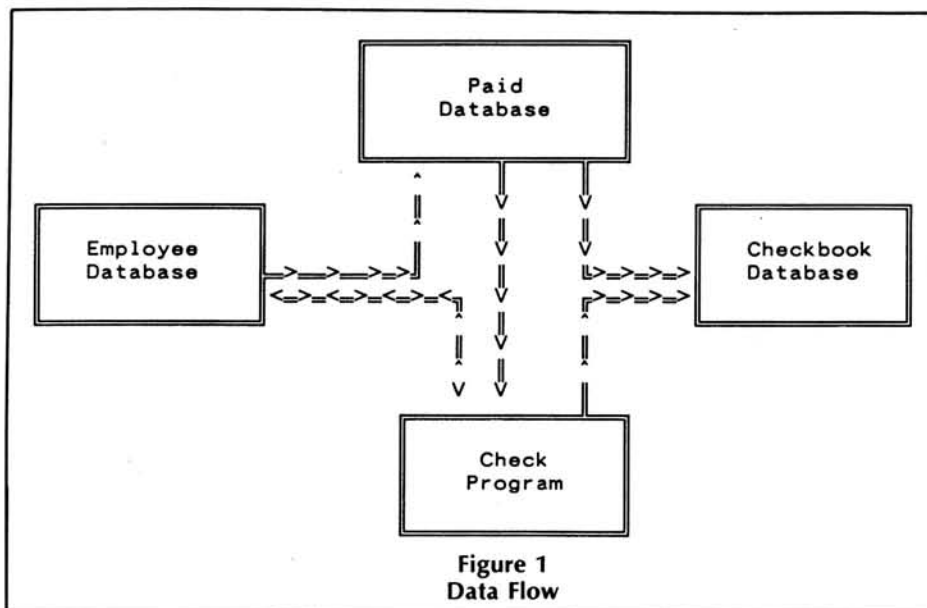 Paid
Database
Employee
Database
Checkbook
Database
Check
Program
Figure 1
Data Flow